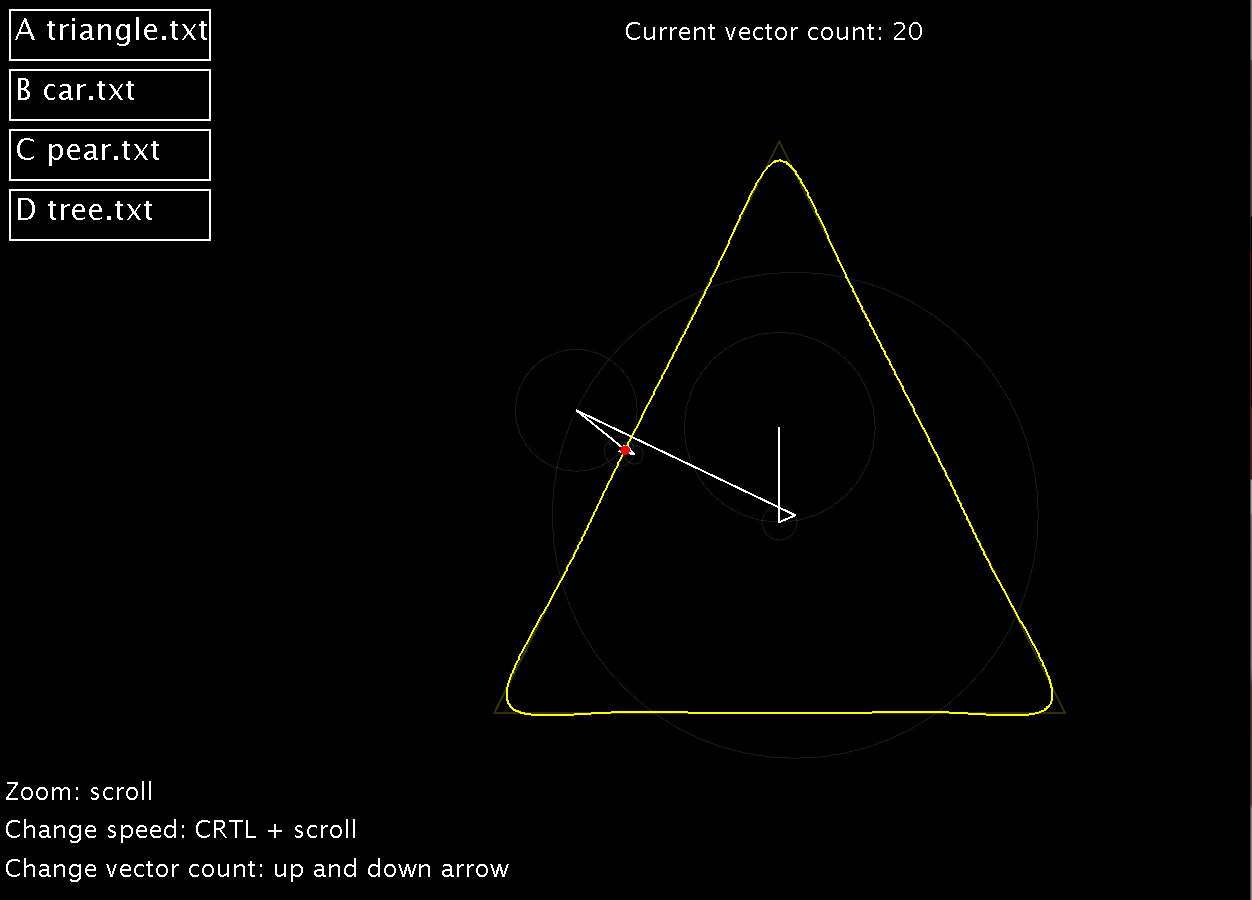 A triangle.txt
Current vector count: 20
B car.txt
C pear.txt
D tree.txt
Zoom: scroll
Change speed: CRTL + scroll
Change vector count: up and down arrow